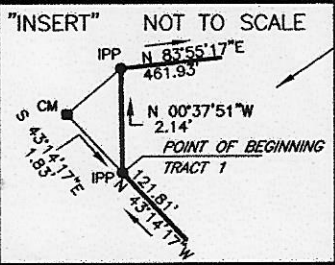 "INSERT" NOT TO SCALE
IPP
N 83°55'17"E
461.93'
CM
N 00°37'51"W
2.14'
S 43°14'17"E
1.83'
POINT OF BEGINNING
TRACT 1
IPP
121.81'
N 43°14'17"W